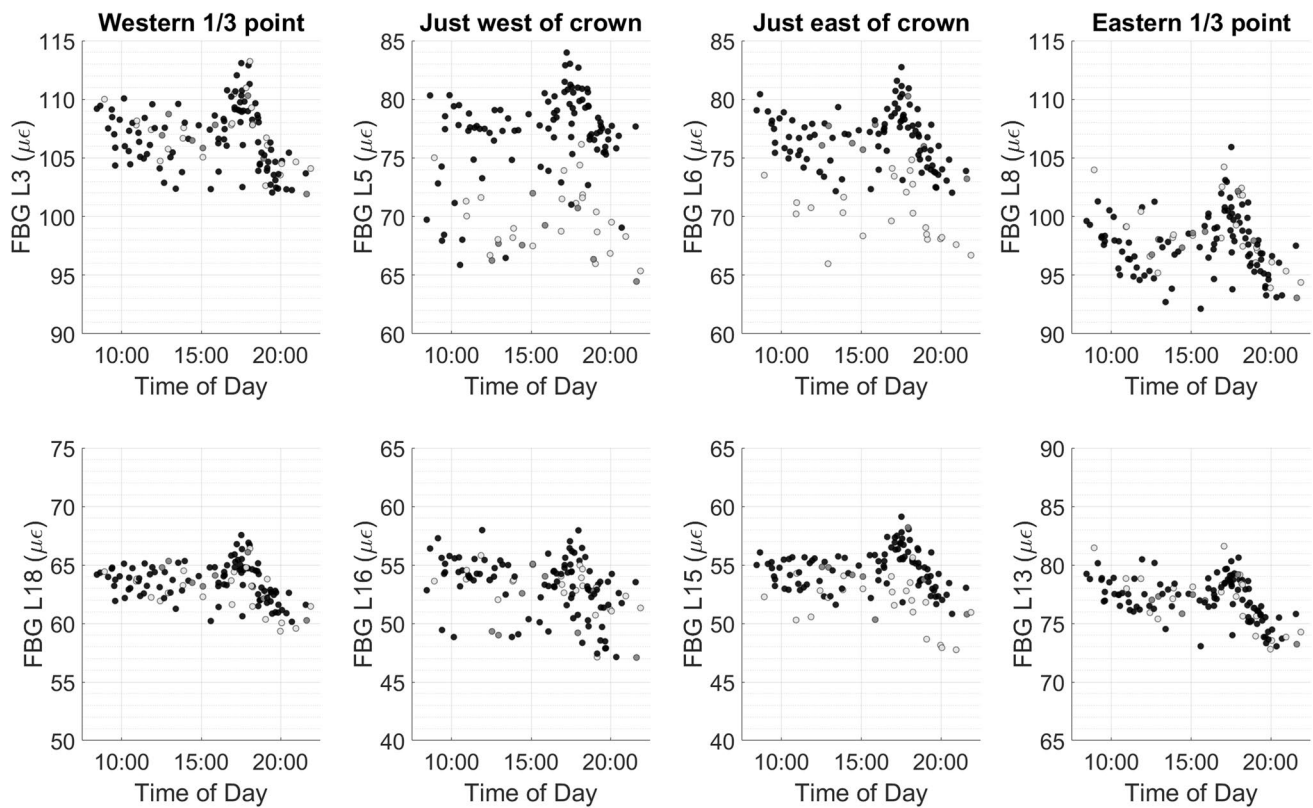 Western 1/3 point
Just west of crown
Just east of crown
Eastern 1/3 point
FBG L3 (με)
115
110
105
100
95
90
10:00 15:00 20:00
Time of Day
FBG L5 (με)
85
80
75
70
65
60
10:00 15:00 20:00
Time of Day
FBG L6 (με)
85
80
75
70
65
60
10:00 15:00 20:00
Time of Day
FBG L8 (με)
115
110
105
100
95
90
10:00 15:00 20:00
Time of Day
FBG L18 (με)
75
70
65
60
55
50
10:00 15:00 20:00
Time of Day
FBG L16 (με)
65
60
55
50
45
40
10:00 15:00 20:00
Time of Day
FBG L15 (με)
65
60
55
50
45
40
10:00 15:00 20:00
Time of Day
FBG L13 (με)
90
85
80
75
70
65
10:00 15:00 20:00
Time of Day